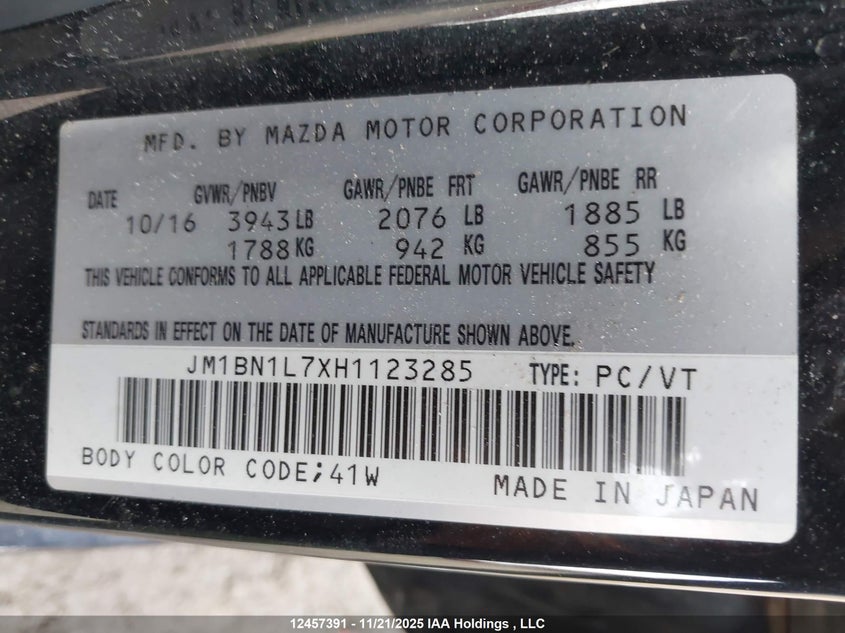 MFD. BY MAZDA MOTOR CORPORATION
DATE GVWR/PNBV GAWR/PNBE FRT GAWR/PNBE RR
10/16 3943 LB 2076 LB 1885 LB
1788 KG 942 KG 855 KG
THIS VEHICLE CONFORMS TO ALL APPLICABLE FEDERAL MOTOR VEHICLE SAFETY
STANDARDS IN EFFECT ON THE DATE OF MANUFACTURE SHOWN ABOVE.
JM1BN1L7XH1123285 TYPE: PC/VT
BODY COLOR CODE;41W
MADE IN JAPAN
12457391 - 11/21/2025 IAA Holdings , LLC